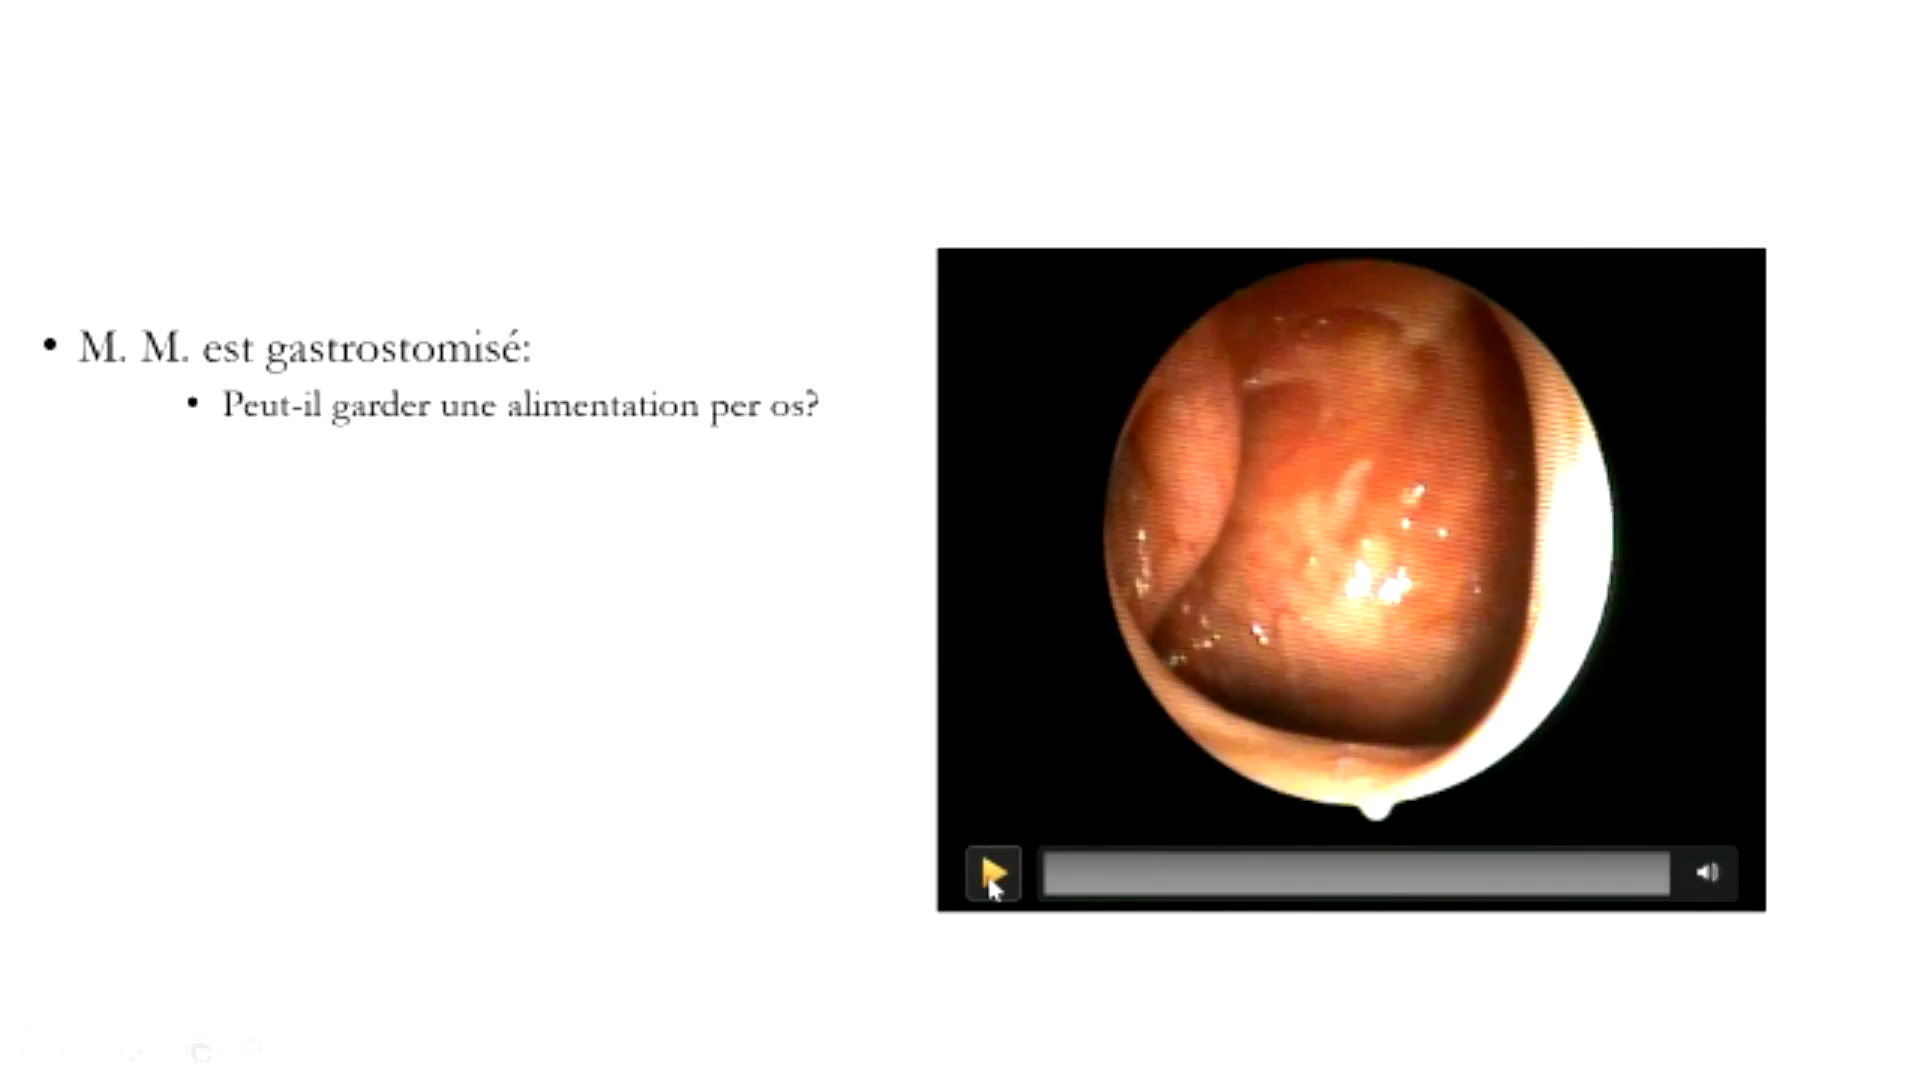 • M. M. est gastrostomisé:
• Peut-il garder une alimentation per os?